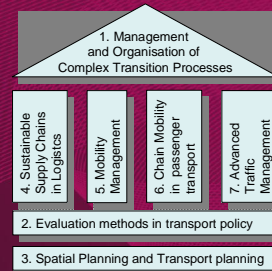 1. Management
and Organisation of
Complex Transition Processes
4. Sustainable
Supply Chains
in Logistcs
5. Mobility
Management
6. Chain Mobility
in passenger
transport
7. Advanced
Traffic
Management
2. Evaluation methods in transport policy
3. Spatial Planning and Transport planning